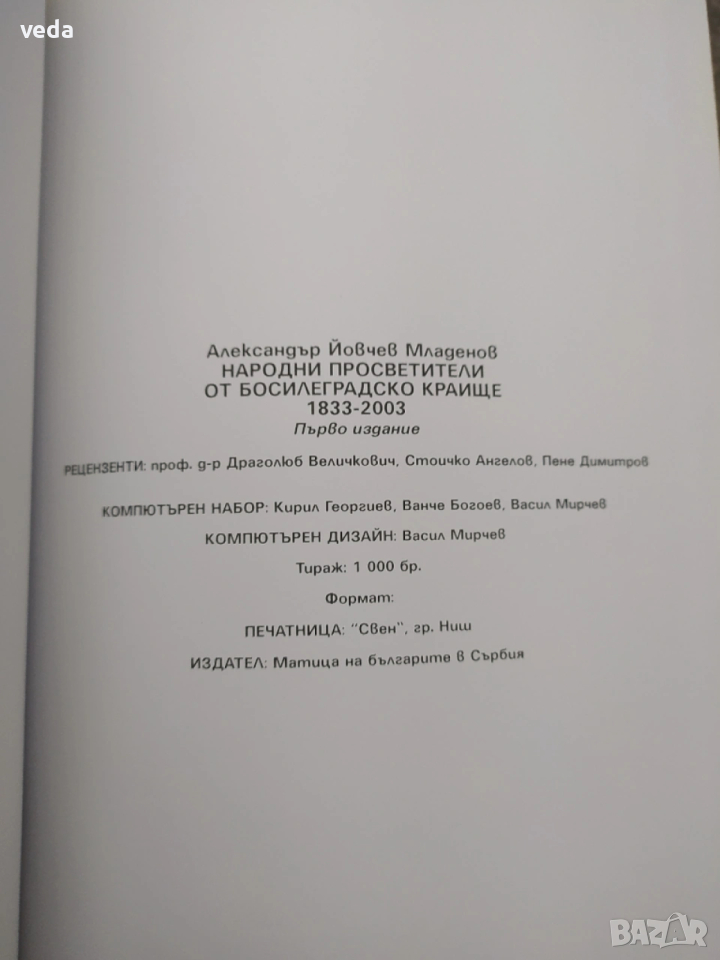 veda
Александър Йовчев Младенов
НАРОДНИ ПРОСВЕТИТЕЛИ
ОТ БОСИЛЕГРАДСКО КРАИЩЕ
1833-2003
Първо издание
РЕЦЕНЗЕНТИ: проф. д-р Драголюб Величкович, Стоичко Ангелов, Пене Димитров
КОМПЮТЪРЕН НАБОР: Кирил Георгиев, Ванче Богоев, Васил Мирчев
КОМПЮТЪРЕН ДИЗАЙН: Васил Мирчев
Тираж: 1 000 бр.
Формат:
ПЕЧАТНИЦА: "Свен", гр. Ниш
ИЗДАТЕЛ: Матица на българите в Сърбия
BAZAR